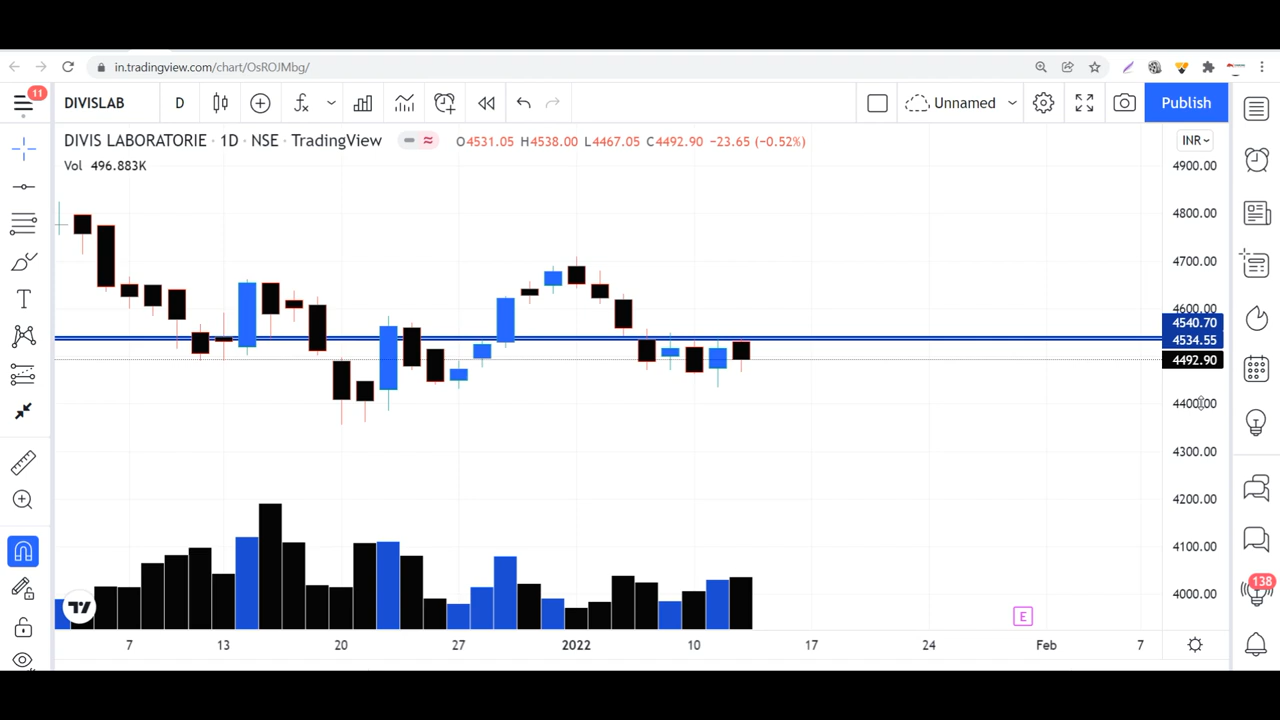 in.tradingview.com/chart/OsROJMbg/
11
DIVISLAB
D
Unnamed
Publish
DIVIS LABORATORIE · 1D · NSE · TradingView
O4531.05 H4538.00 L4467.05 C4492.90 −23.65 (−0.52%)
INR
Vol 496.883K
4900.00
4800.00
4700.00
4600.00
4540.70
4534.55
4492.90
4400.00
4300.00
4200.00
4100.00
4000.00
138
E
7 13 20 27 2022 10 17 24 Feb 7